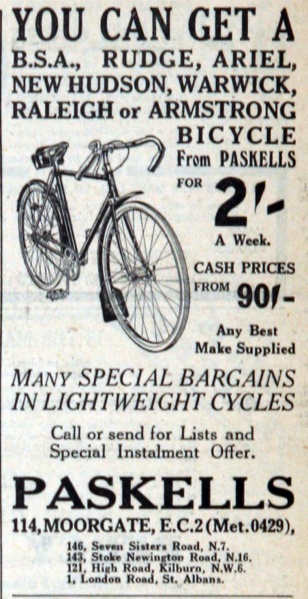 YOU CAN GET A
B.S.A., RUDGE, ARIEL,
NEW HUDSON, WARWICK,
RALEIGH or ARMSTRONG
BICYCLE
From PASKELLS
FOR 2/-
A Week.
CASH PRICES
FROM 90/-
Any Best
Make Supplied
MANY SPECIAL BARGAINS
IN LIGHTWEIGHT CYCLES
Call or send for Lists and
Special Instalment Offer.
PASKELLS
114, MOORGATE, E.C.2 (Met. 0429),
146, Seven Sisters Road, N.7.
143, Stoke Newington Road, N.16.
121, High Road, Kilburn, N.W.6.
1, London Road, St. Albans.